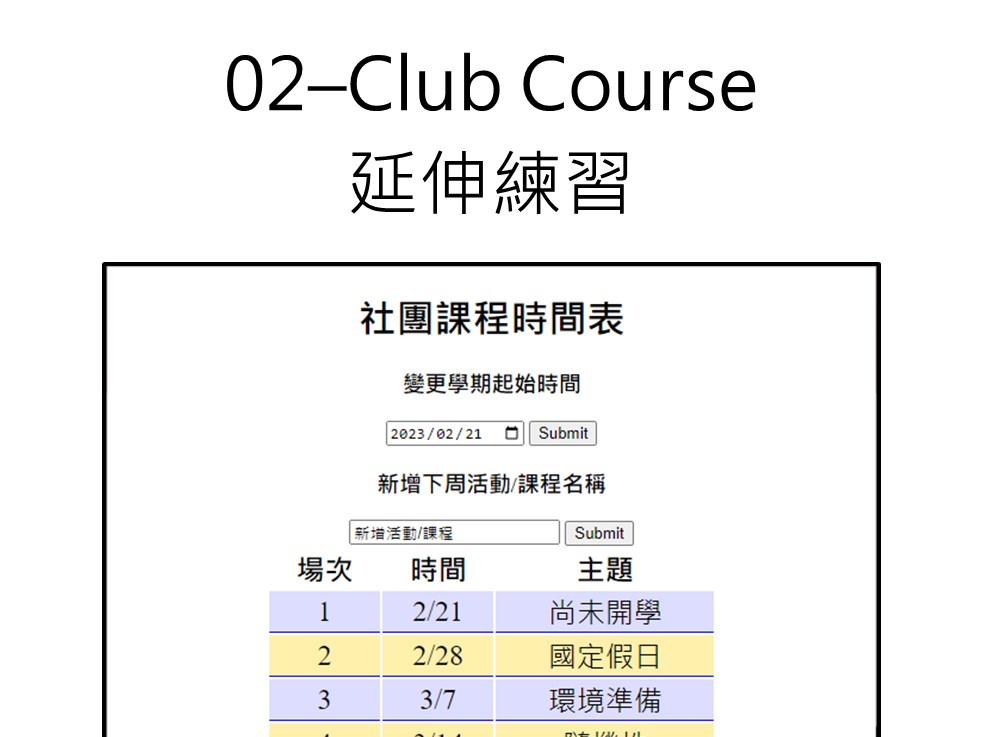 02–Club Course
延伸練習
社團課程時間表
變更學期起始時間
2023/02/21 Submit
新增下周活動/課程名稱
新增活動/課程 Submit
場次 時間 主題
1 2/21 尚未開學
2 2/28 國定假日
3 3/7 環境準備